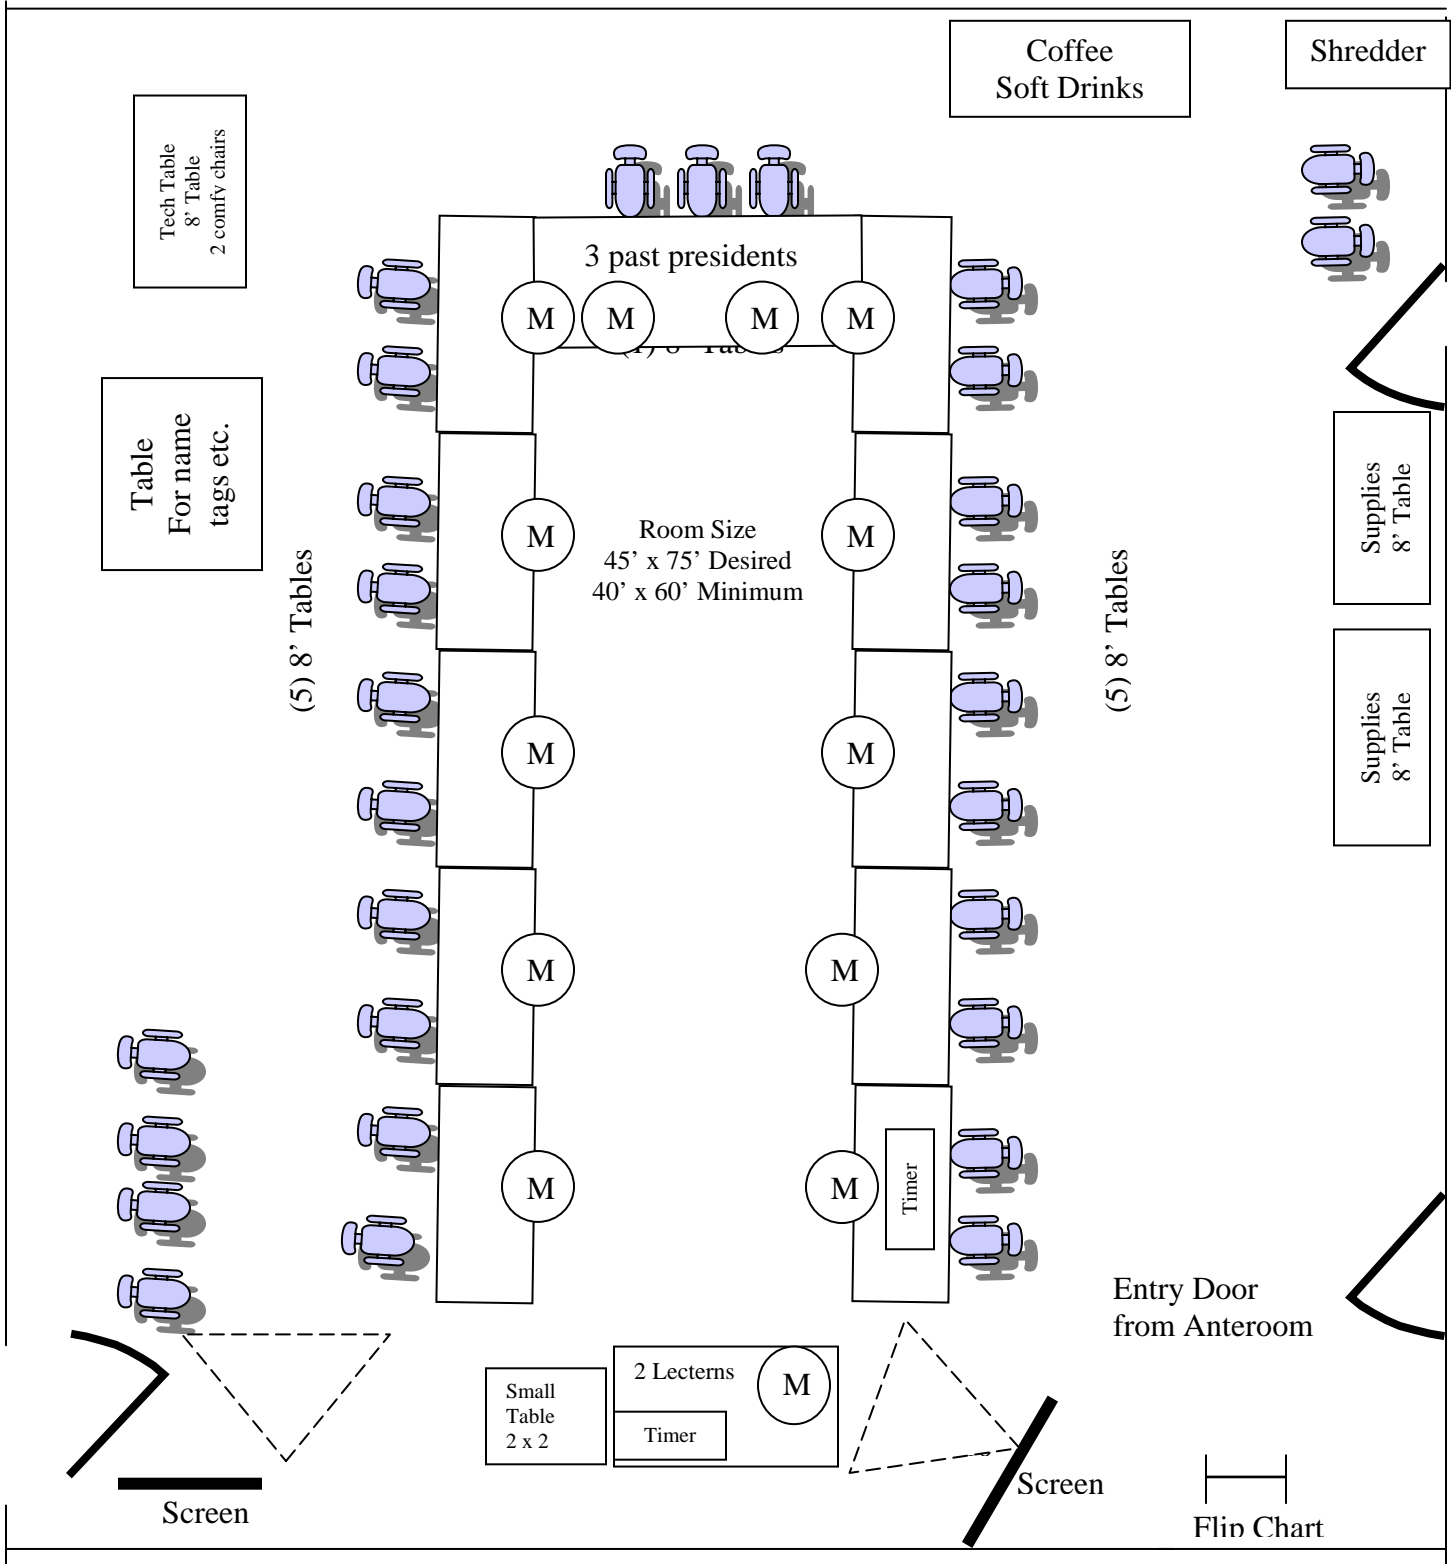 Coffee
Soft Drinks
Shredder
Tech Table
8’ Table
2 comfy chairs
3 past presidents
M
M
M
M
8’
Table
For name
tags etc.
M
M
Room Size
45’ x 75’ Desired
40’ x 60’ Minimum
Supplies
8’ Table
(5) 8’ Tables
(5) 8’ Tables
Supplies
8’ Table
M
M
M
M
M
M
Timer
Entry Door
from Anteroom
2 Lecterns
M
Small
Table
2 x 2
Timer
Screen
Screen
Flip Chart